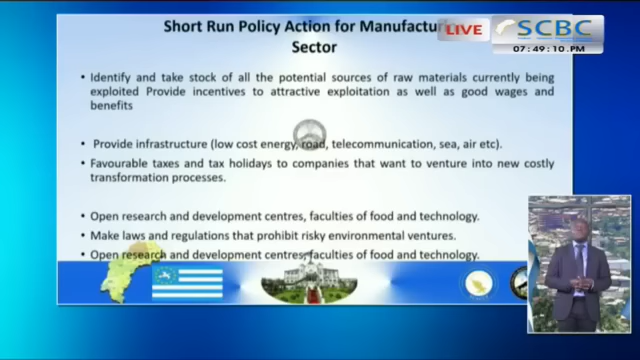 Short Run Policy Action for Manufactur
Sector
LIVE
SCBC
07:49:10 PM
• Identify and take stock of all the potential sources of raw materials currently being
exploited Provide incentives to attractive exploitation as well as good wages and
benefits
• Provide infrastructure (low cost energy, road, telecommunication, sea, air etc).
• Favourable taxes and tax holidays to companies that want to venture into new costly
transformation processes.
• Open research and development centres, faculties of food and technology.
• Make laws and regulations that prohibit risky environmental ventures.
• Open research and development centres, faculties of food and technology.